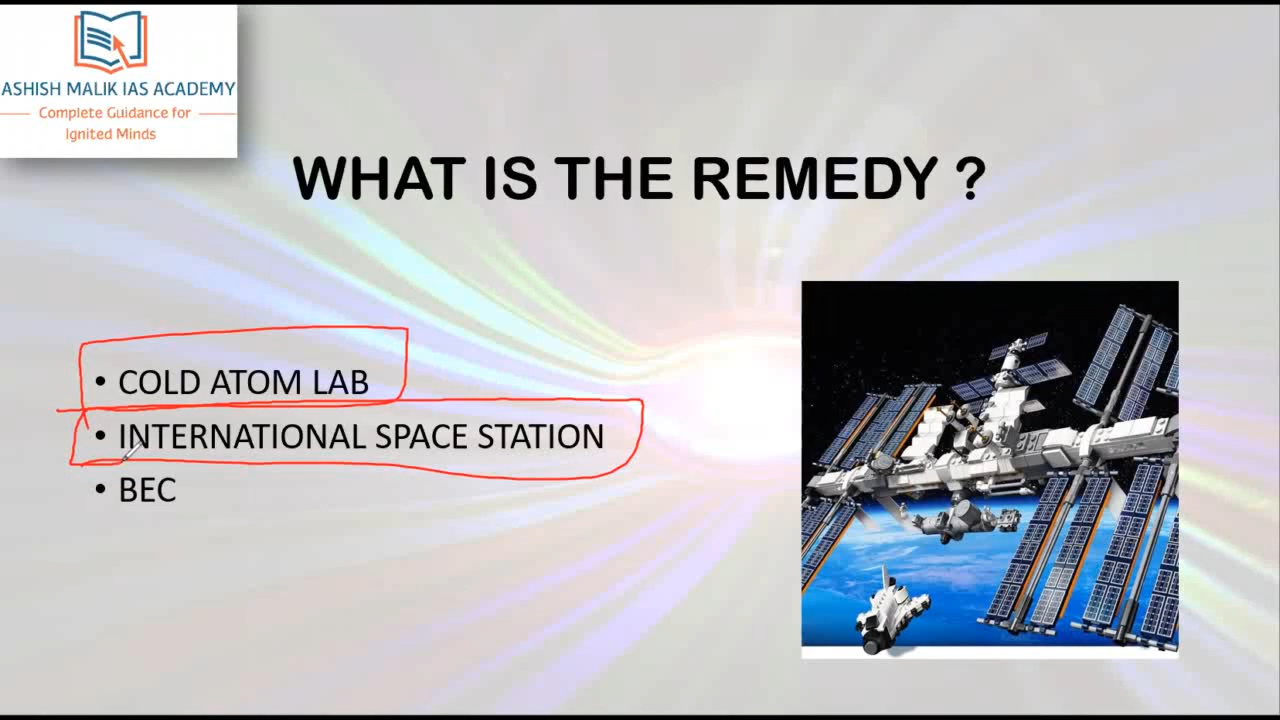 ASHISH MALIK IAS ACADEMY
Complete Guidance for
Ignited Minds
WHAT IS THE REMEDY ?
• COLD ATOM LAB
• INTERNATIONAL SPACE STATION
• BEC